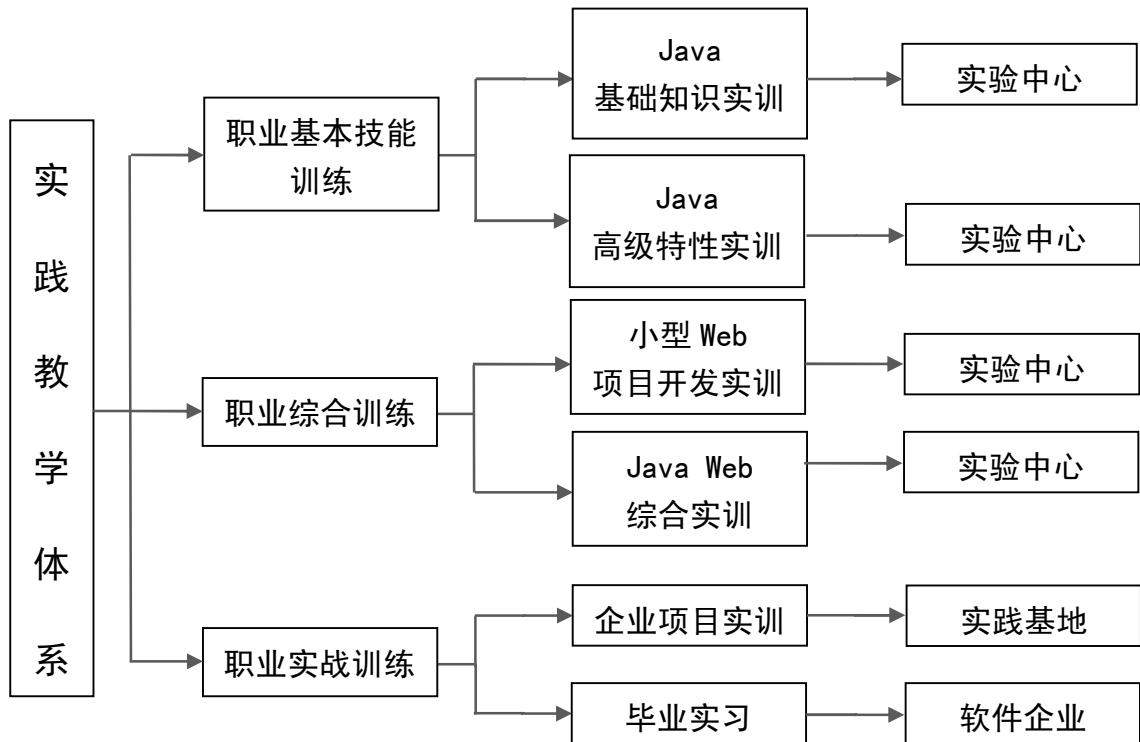 实践教学体系
职业基本技能
训练
Java
基础知识实训
实验中心
Java
高级特性实训
实验中心
职业综合训练
小型 Web
项目开发实训
实验中心
Java Web
综合实训
实验中心
职业实战训练
企业项目实训
实践基地
毕业实习
软件企业